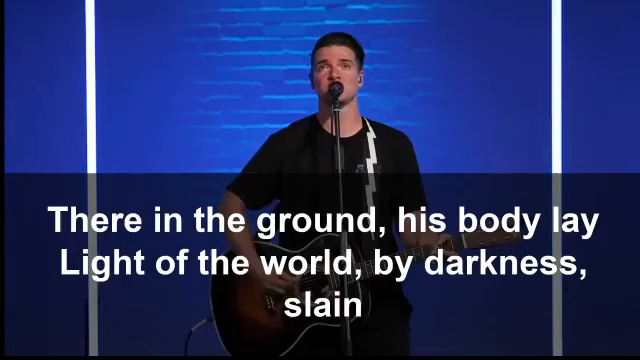 There in the ground, his body lay
Light of the world, by darkness,
slain